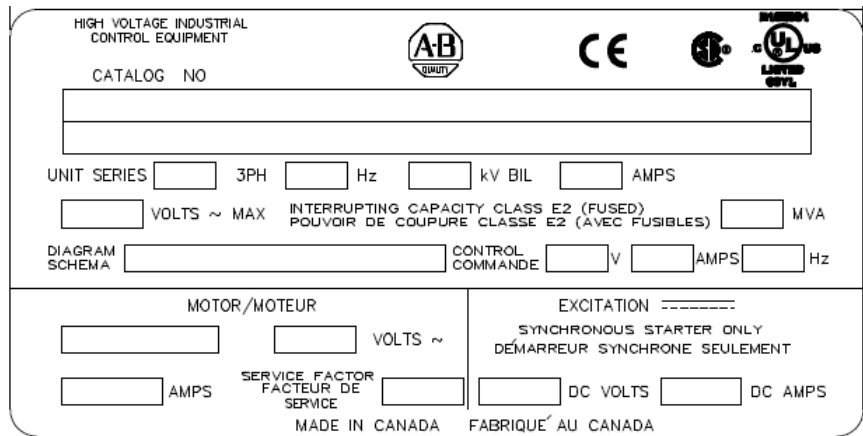 HIGH VOLTAGE INDUSTRIAL
CONTROL EQUIPMENT
A-B
QUALITY
CE
C UL US
LISTED
CATALOG NO
UNIT SERIES 3PH Hz kV BIL AMPS
VOLTS ~ MAX INTERRUPTING CAPACITY CLASS E2 (FUSED)
POUVOIR DE COUPURE CLASSE E2 (AVEC FUSIBLES) MVA
DIAGRAM
SCHEMA
CONTROL
COMMANDE V AMPS Hz
MOTOR/MOTEUR
VOLTS ~
AMPS
SERVICE FACTOR
FACTEUR DE
SERVICE
EXCITATION
SYNCHRONOUS STARTER ONLY
DÉMARREUR SYNCHRONE SEULEMENT
DC VOLTS DC AMPS
MADE IN CANADA FABRIQUÉ AU CANADA